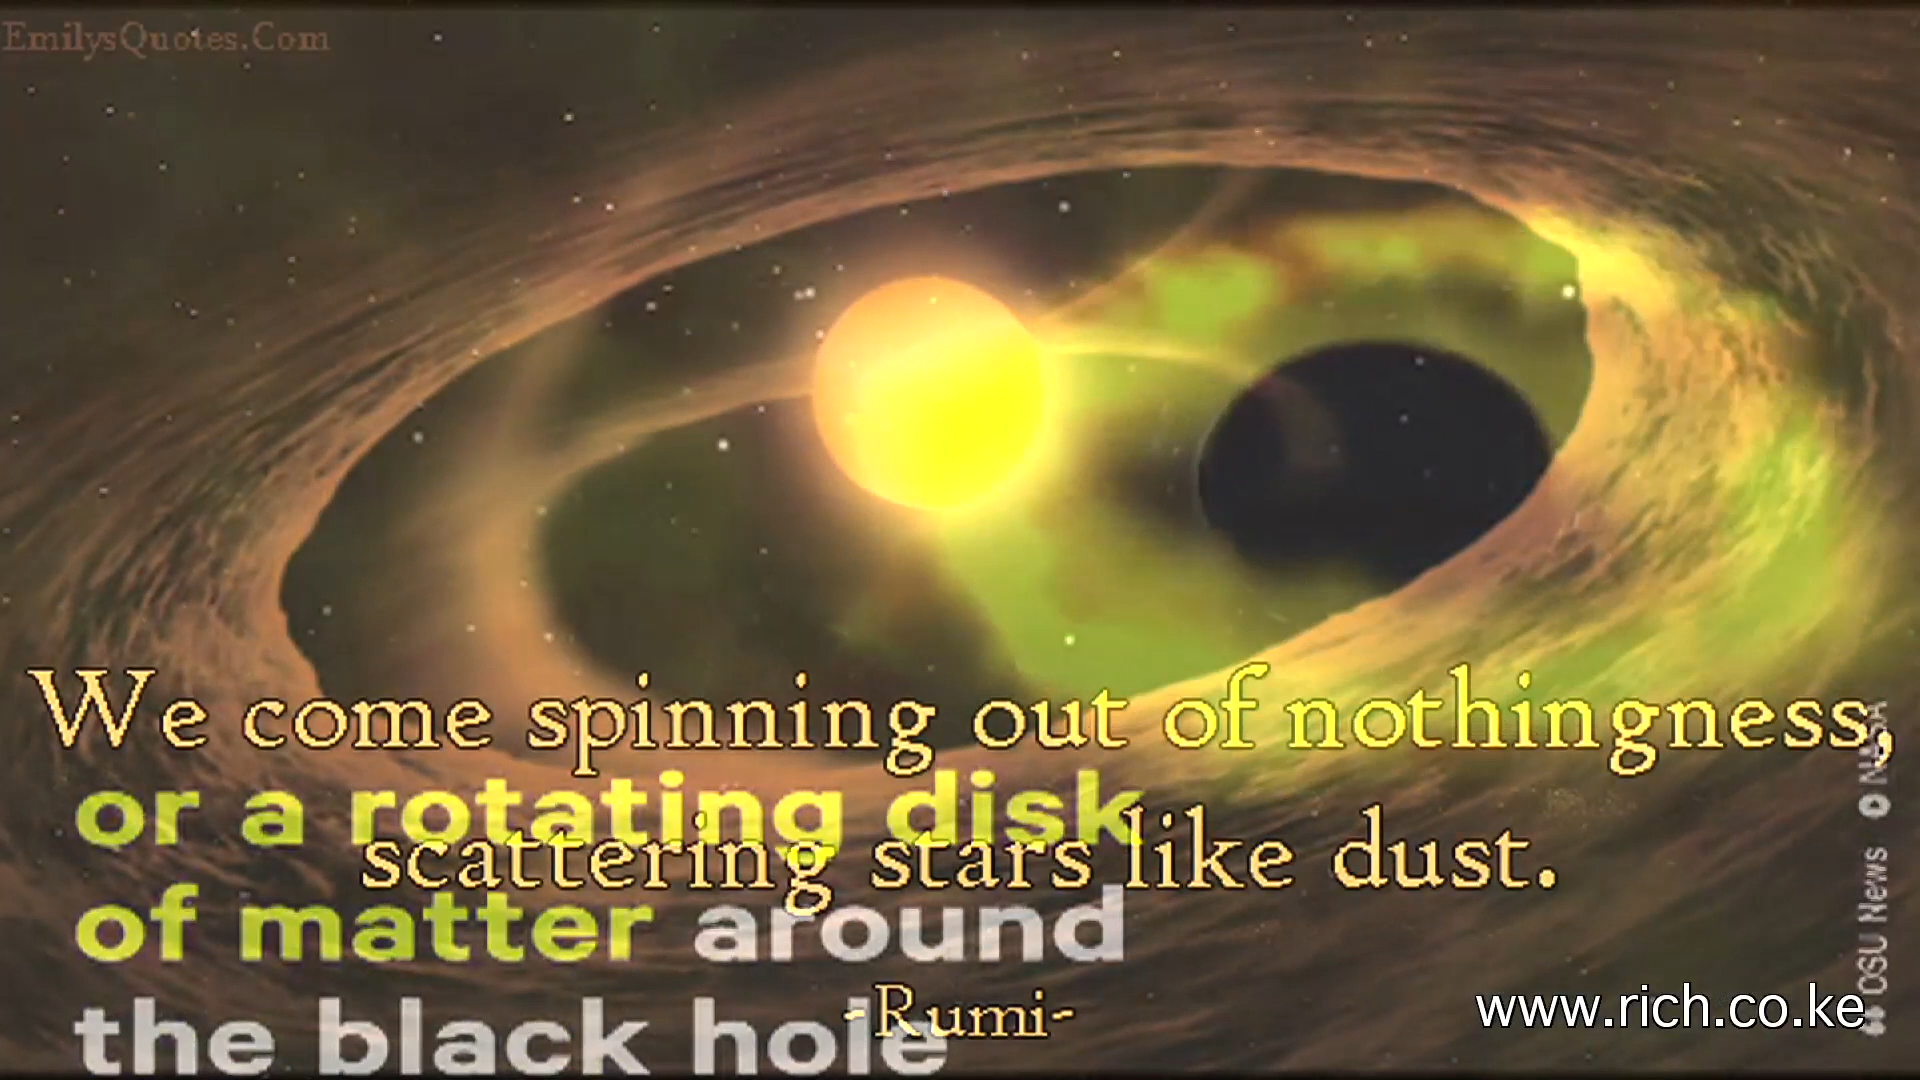 EmilysQuotes.Com
We come spinning out of nothingness,
scattering stars like dust.
-Rumi-
or a rotating disk
of matter around
the black hole
OSU News NASA
www.rich.co.ke